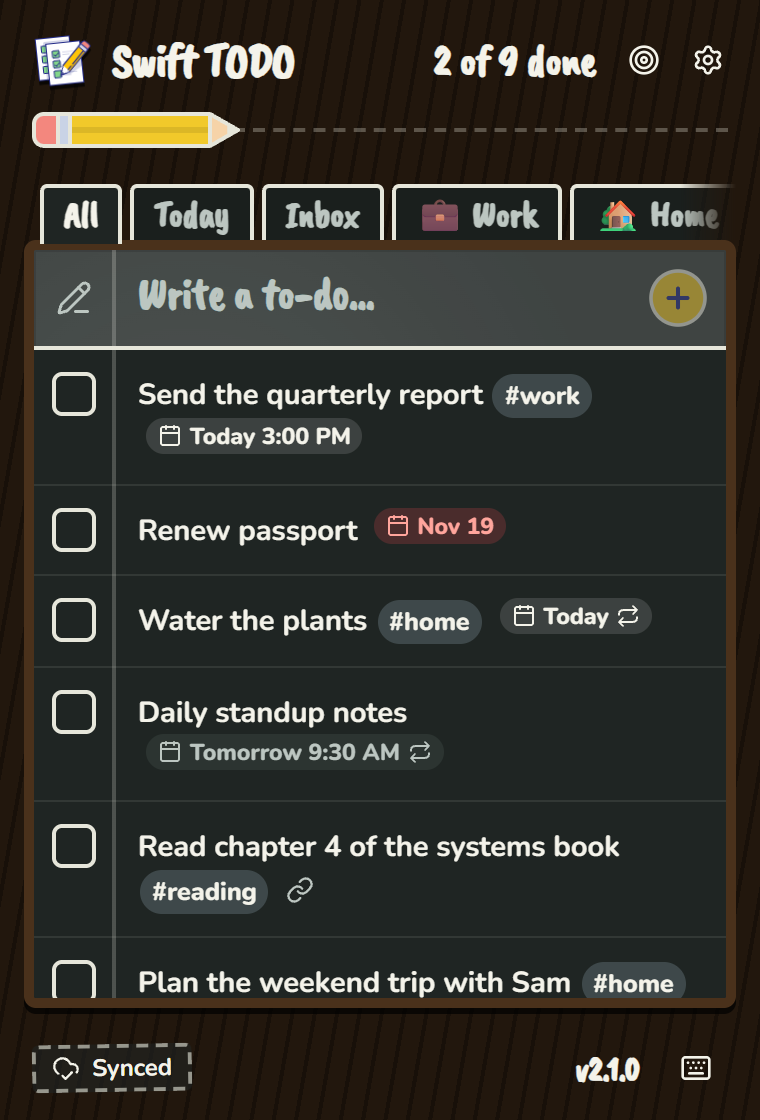 Swift TODO 2 of 9 done
All Today Inbox Work Home
Write a to-do...
Send the quarterly report #work
Today 3:00 PM
Renew passport Nov 19
Water the plants #home Today
Daily standup notes
Tomorrow 9:30 AM
Read chapter 4 of the systems book
#reading
Plan the weekend trip with Sam #home
Synced v2.1.0